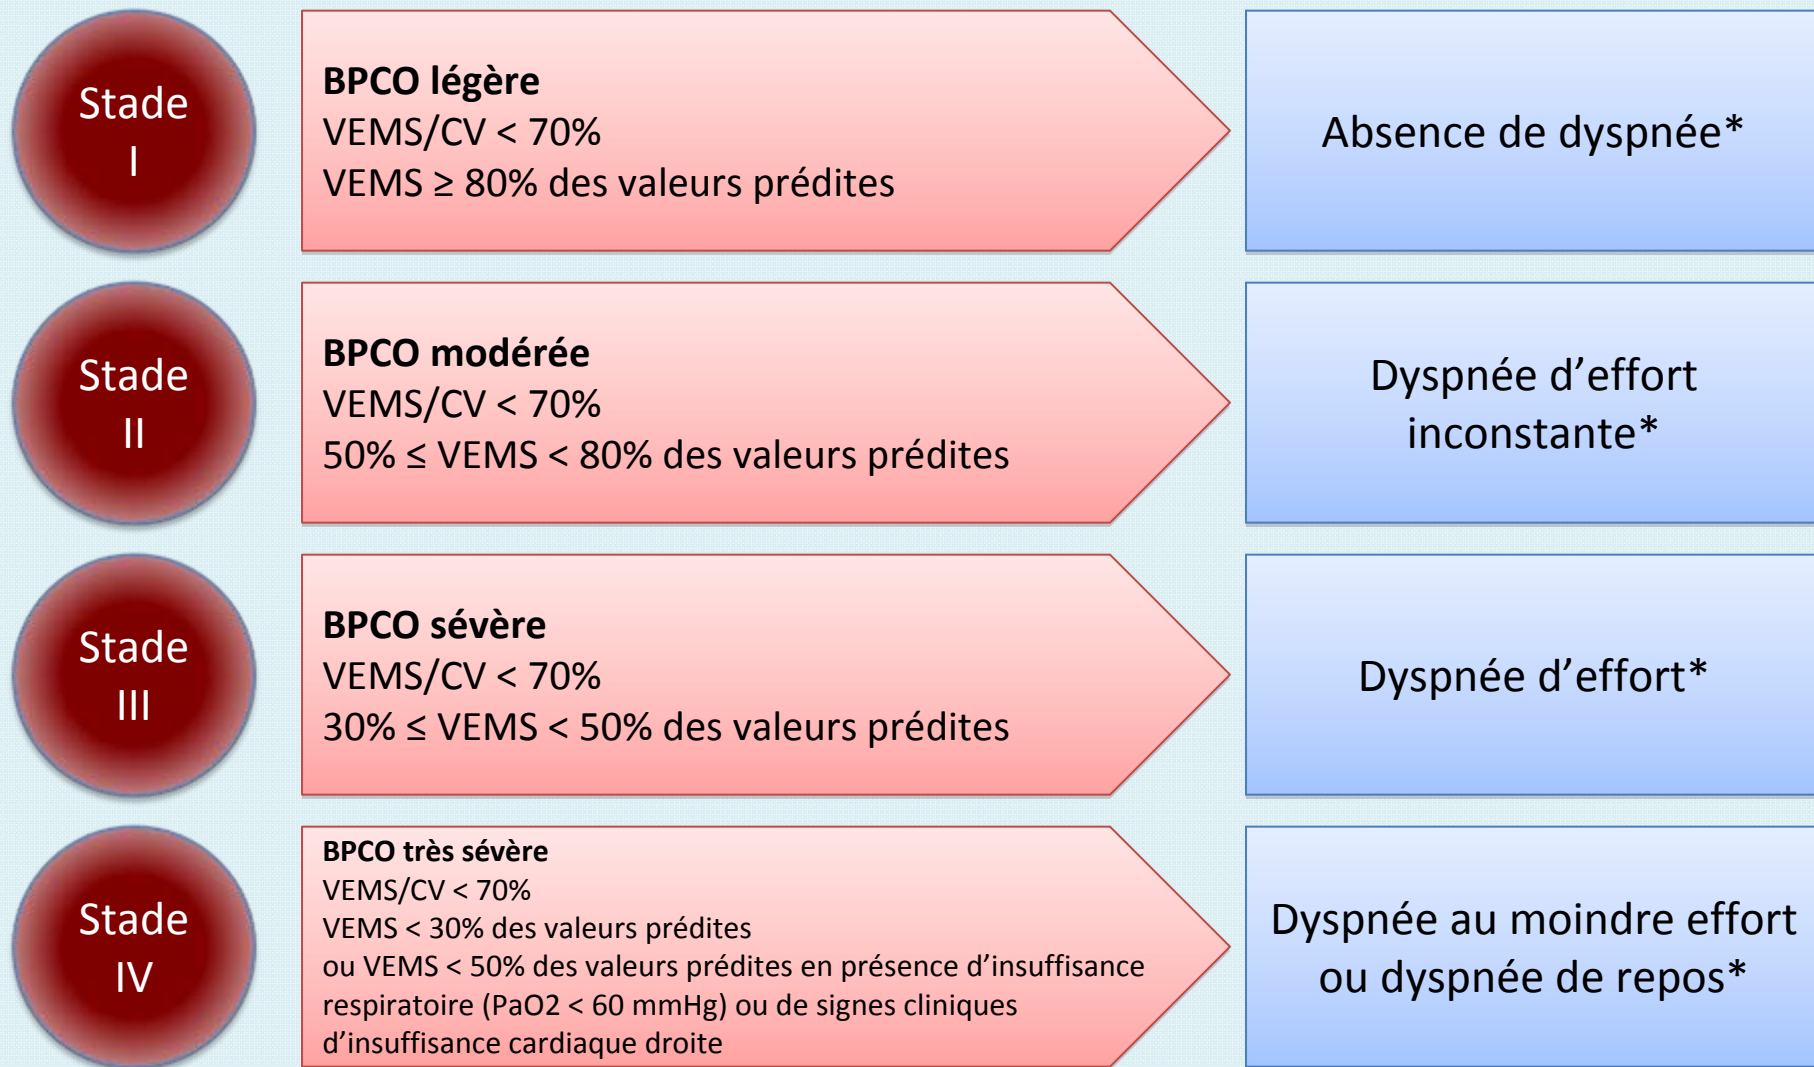 Stade
I
BPCO légère
VEMS/CV < 70%
VEMS ≥ 80% des valeurs prédites
Absence de dyspnée*
Stade
II
BPCO modérée
VEMS/CV < 70%
50% ≤ VEMS < 80% des valeurs prédites
Dyspnée d’effort
inconstante*
Stade
III
BPCO sévère
VEMS/CV < 70%
30% ≤ VEMS < 50% des valeurs prédites
Dyspnée d’effort*
Stade
IV
BPCO très sévère
VEMS/CV < 70%
VEMS < 30% des valeurs prédites
ou VEMS < 50% des valeurs prédites en présence d’insuffisance
respiratoire (PaO2 < 60 mmHg) ou de signes cliniques
d’insuffisance cardiaque droite
Dyspnée au moindre effort
ou dyspnée de repos*